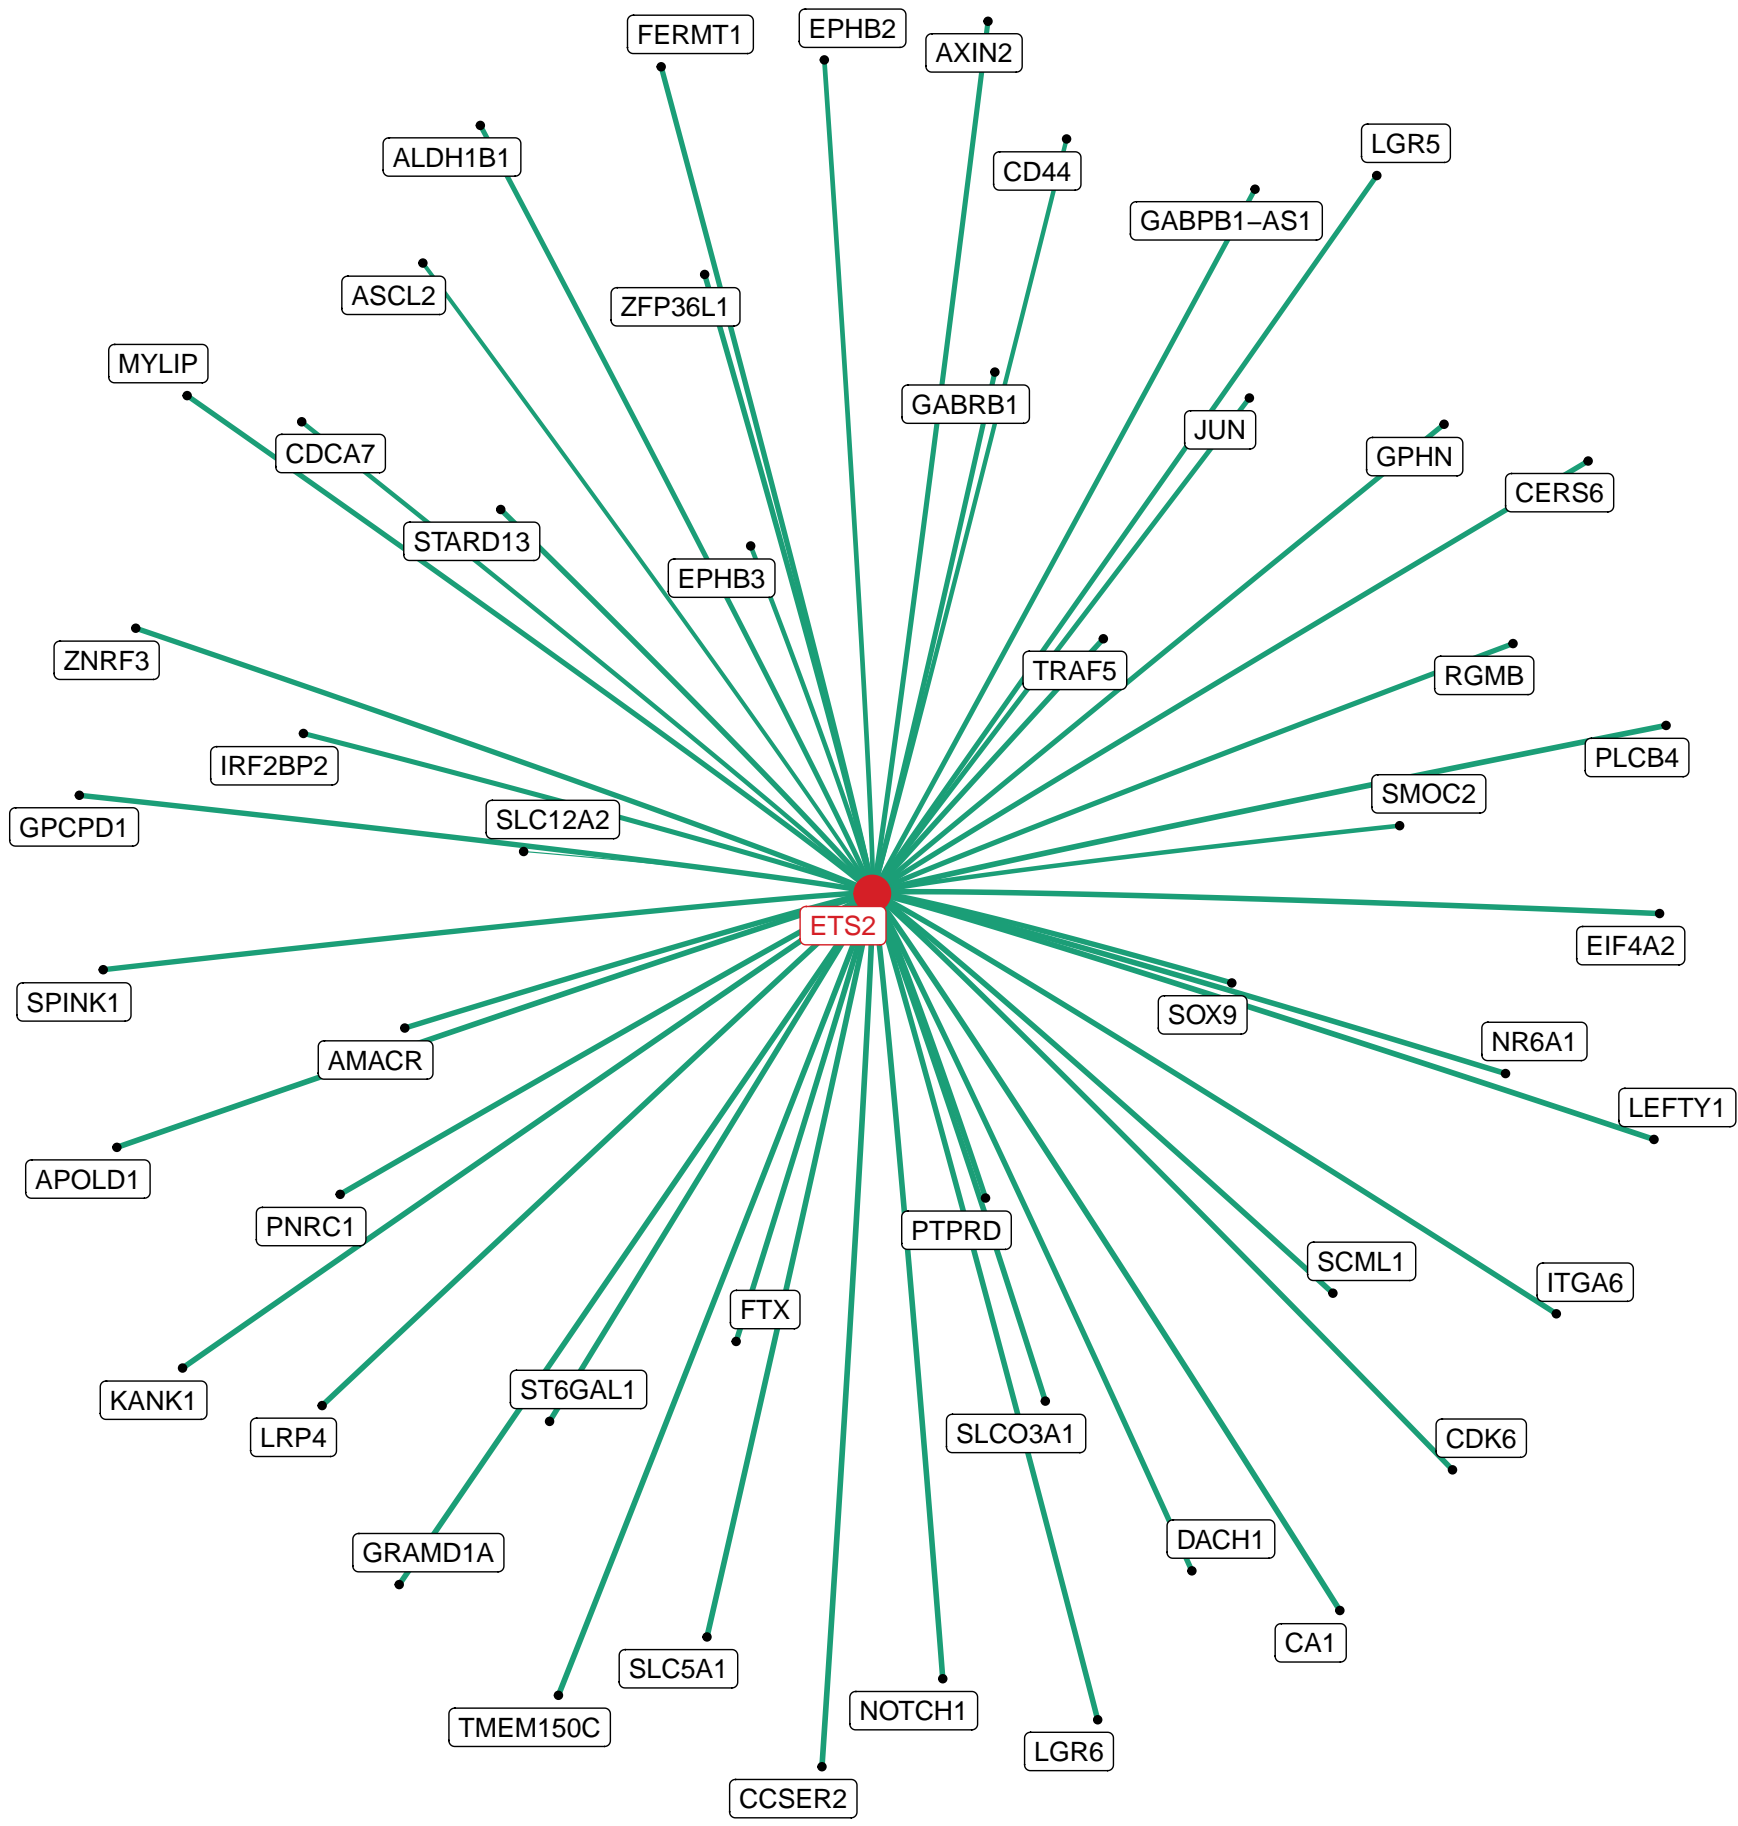 EPHB2
FERMT1
AXIN2
LGR5
ALDH1B1
CD44
GABPB1−AS1
ASCL2
ZFP36L1
MYLIP
GABRB1
JUN
CDCA7
GPHN
CERS6
STARD13
EPHB3
ZNRF3
TRAF5
RGMB
PLCB4
IRF2BP2
SMOC2
SLC12A2
GPCPD1
ETS2
EIF4A2
SPINK1
SOX9
NR6A1
AMACR
LEFTY1
APOLD1
PNRC1
PTPRD
SCML1
ITGA6
FTX
ST6GAL1
KANK1
LRP4
SLCO3A1
CDK6
DACH1
GRAMD1A
CA1
SLC5A1
NOTCH1
TMEM150C
LGR6
CCSER2